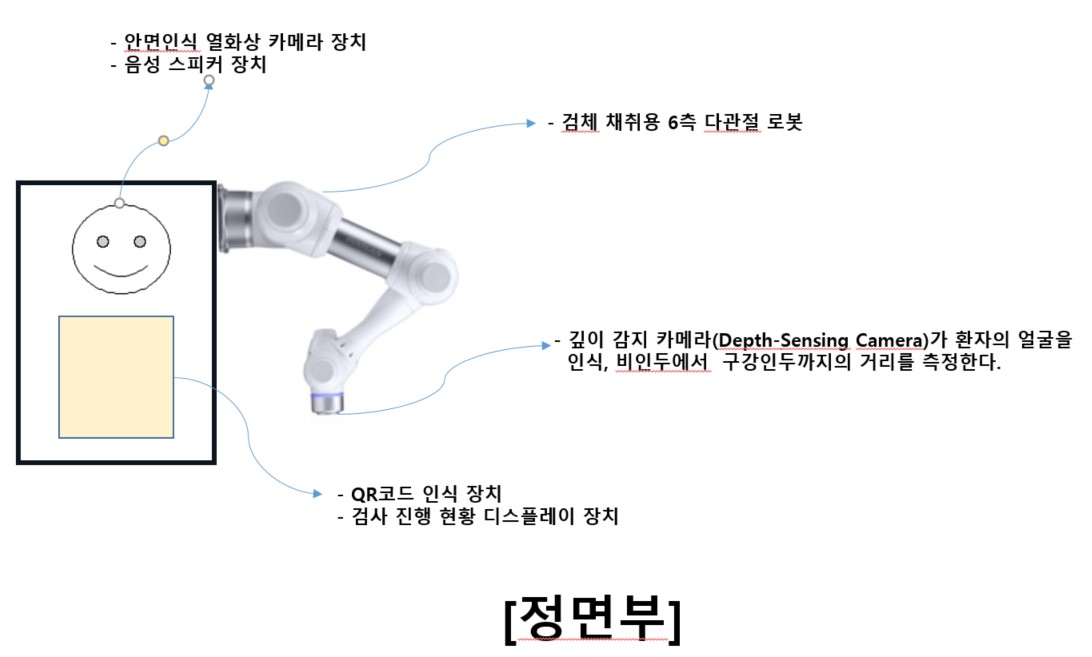 - 안면인식 열화상 카메라 장치
- 음성 스피커 장치
- 검체 채취용 6측 다관절 로봇
- 깊이 감지 카메라(Depth-Sensing Camera)가 환자의 얼굴을
인식, 비인두에서 구강인두까지의 거리를 측정한다.
- QR코드 인식 장치
- 검사 진행 현황 디스플레이 장치
[정면부]